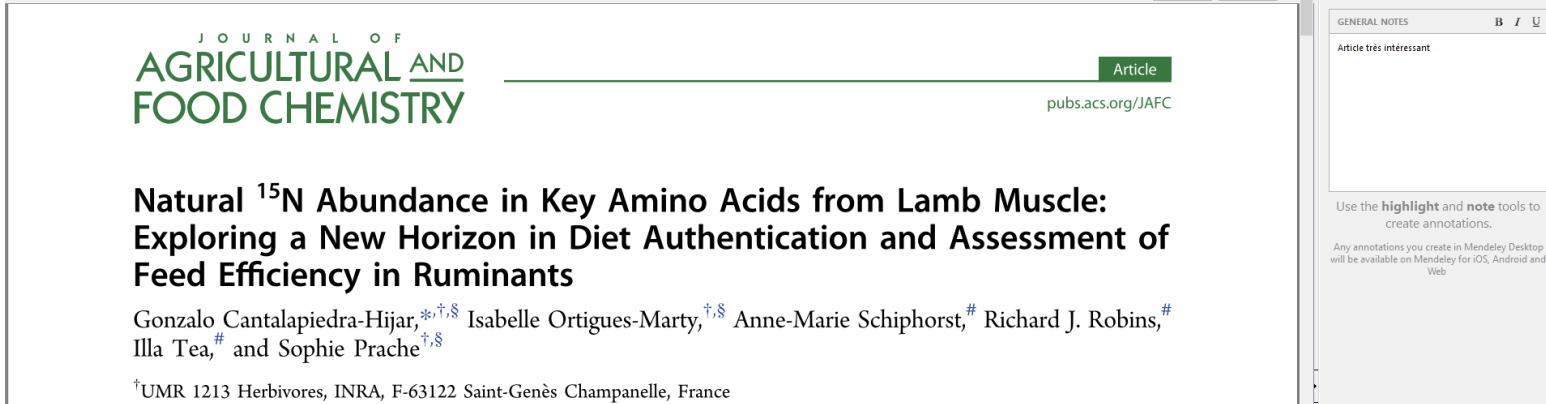 JOURNAL OF
AGRICULTURAL AND
FOOD CHEMISTRY
Article
pubs.acs.org/JAFC
Natural ¹⁵N Abundance in Key Amino Acids from Lamb Muscle:
Exploring a New Horizon in Diet Authentication and Assessment of
Feed Efficiency in Ruminants
Gonzalo Cantalapiedra-Hijar,*,†,§ Isabelle Ortigues-Marty,†,§ Anne-Marie Schiphorst,# Richard J. Robins,#
Illa Tea,# and Sophie Prache†,§
†UMR 1213 Herbivores, INRA, F-63122 Saint-Genès Champanelle, France
GENERAL NOTES
B I U
Article très intéressant
Use the highlight and note tools to
create annotations.
Any annotations you create in Mendeley Desktop
will be available on Mendeley for iOS, Android and
Web